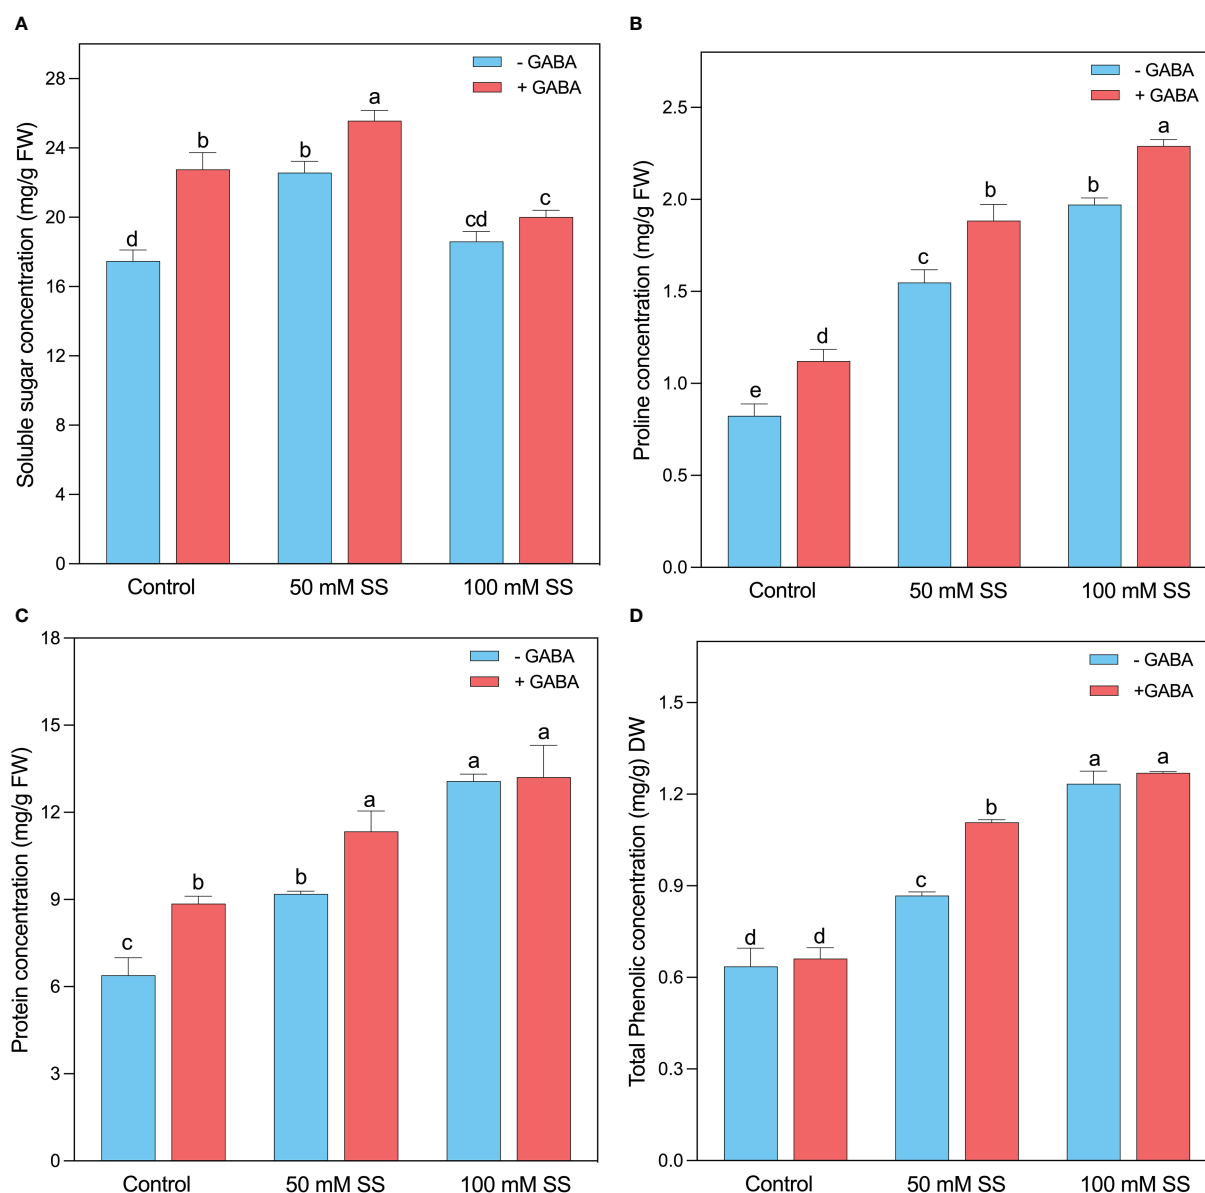 A
Soluble sugar concentration (mg/g FW)
28
24
20
16
12
8
4
0
- GABA
+ GABA
d
b
b
a
cd
c
Control
50 mM SS
100 mM SS
B
Proline concentration (mg/g FW)
2.5
2.0
1.5
1.0
0.5
0.0
- GABA
+ GABA
e
d
c
b
b
a
Control
50 mM SS
100 mM SS
C
Protein concentration (mg/g FW)
18
15
12
9
6
3
0
- GABA
+ GABA
c
b
b
a
a
a
Control
50 mM SS
100 mM SS
D
Total Phenolic concentration (mg/g) DW
1.5
1.2
0.9
0.6
0.3
0.0
- GABA
+GABA
d
d
c
b
a
a
Control
50 mM SS
100 mM SS